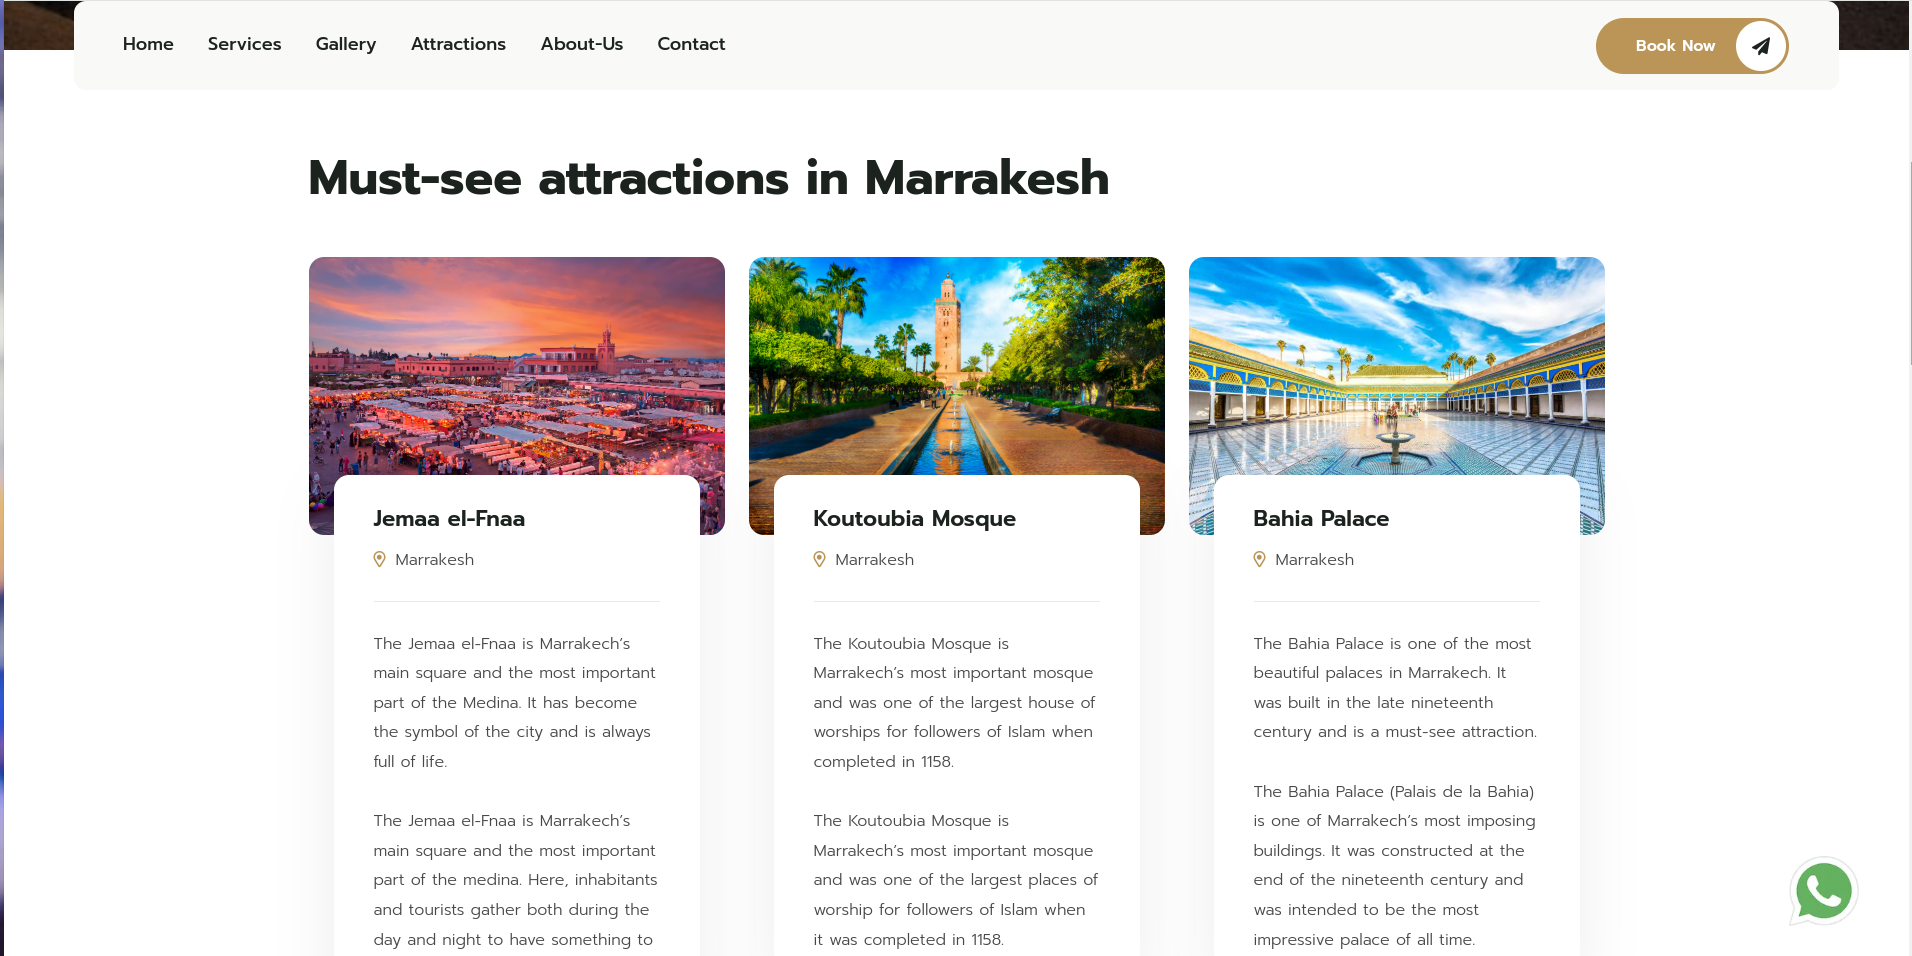 Home Services Gallery Attractions About-Us Contact Book Now
Must-see attractions in Marrakesh
Jemaa el-Fnaa
Marrakesh
The Jemaa el-Fnaa is Marrakech’s
main square and the most important
part of the Medina. It has become
the symbol of the city and is always
full of life.
The Jemaa el-Fnaa is Marrakech’s
main square and the most important
part of the medina. Here, inhabitants
and tourists gather both during the
day and night to have something to
Koutoubia Mosque
Marrakesh
The Koutoubia Mosque is
Marrakech’s most important mosque
and was one of the largest house of
worships for followers of Islam when
completed in 1158.
The Koutoubia Mosque is
Marrakech’s most important mosque
and was one of the largest places of
worship for followers of Islam when
it was completed in 1158.
Bahia Palace
Marrakesh
The Bahia Palace is one of the most
beautiful palaces in Marrakech. It
was built in the late nineteenth
century and is a must-see attraction.
The Bahia Palace (Palais de la Bahia)
is one of Marrakech’s most imposing
buildings. It was constructed at the
end of the nineteenth century and
was intended to be the most
impressive palace of all time.